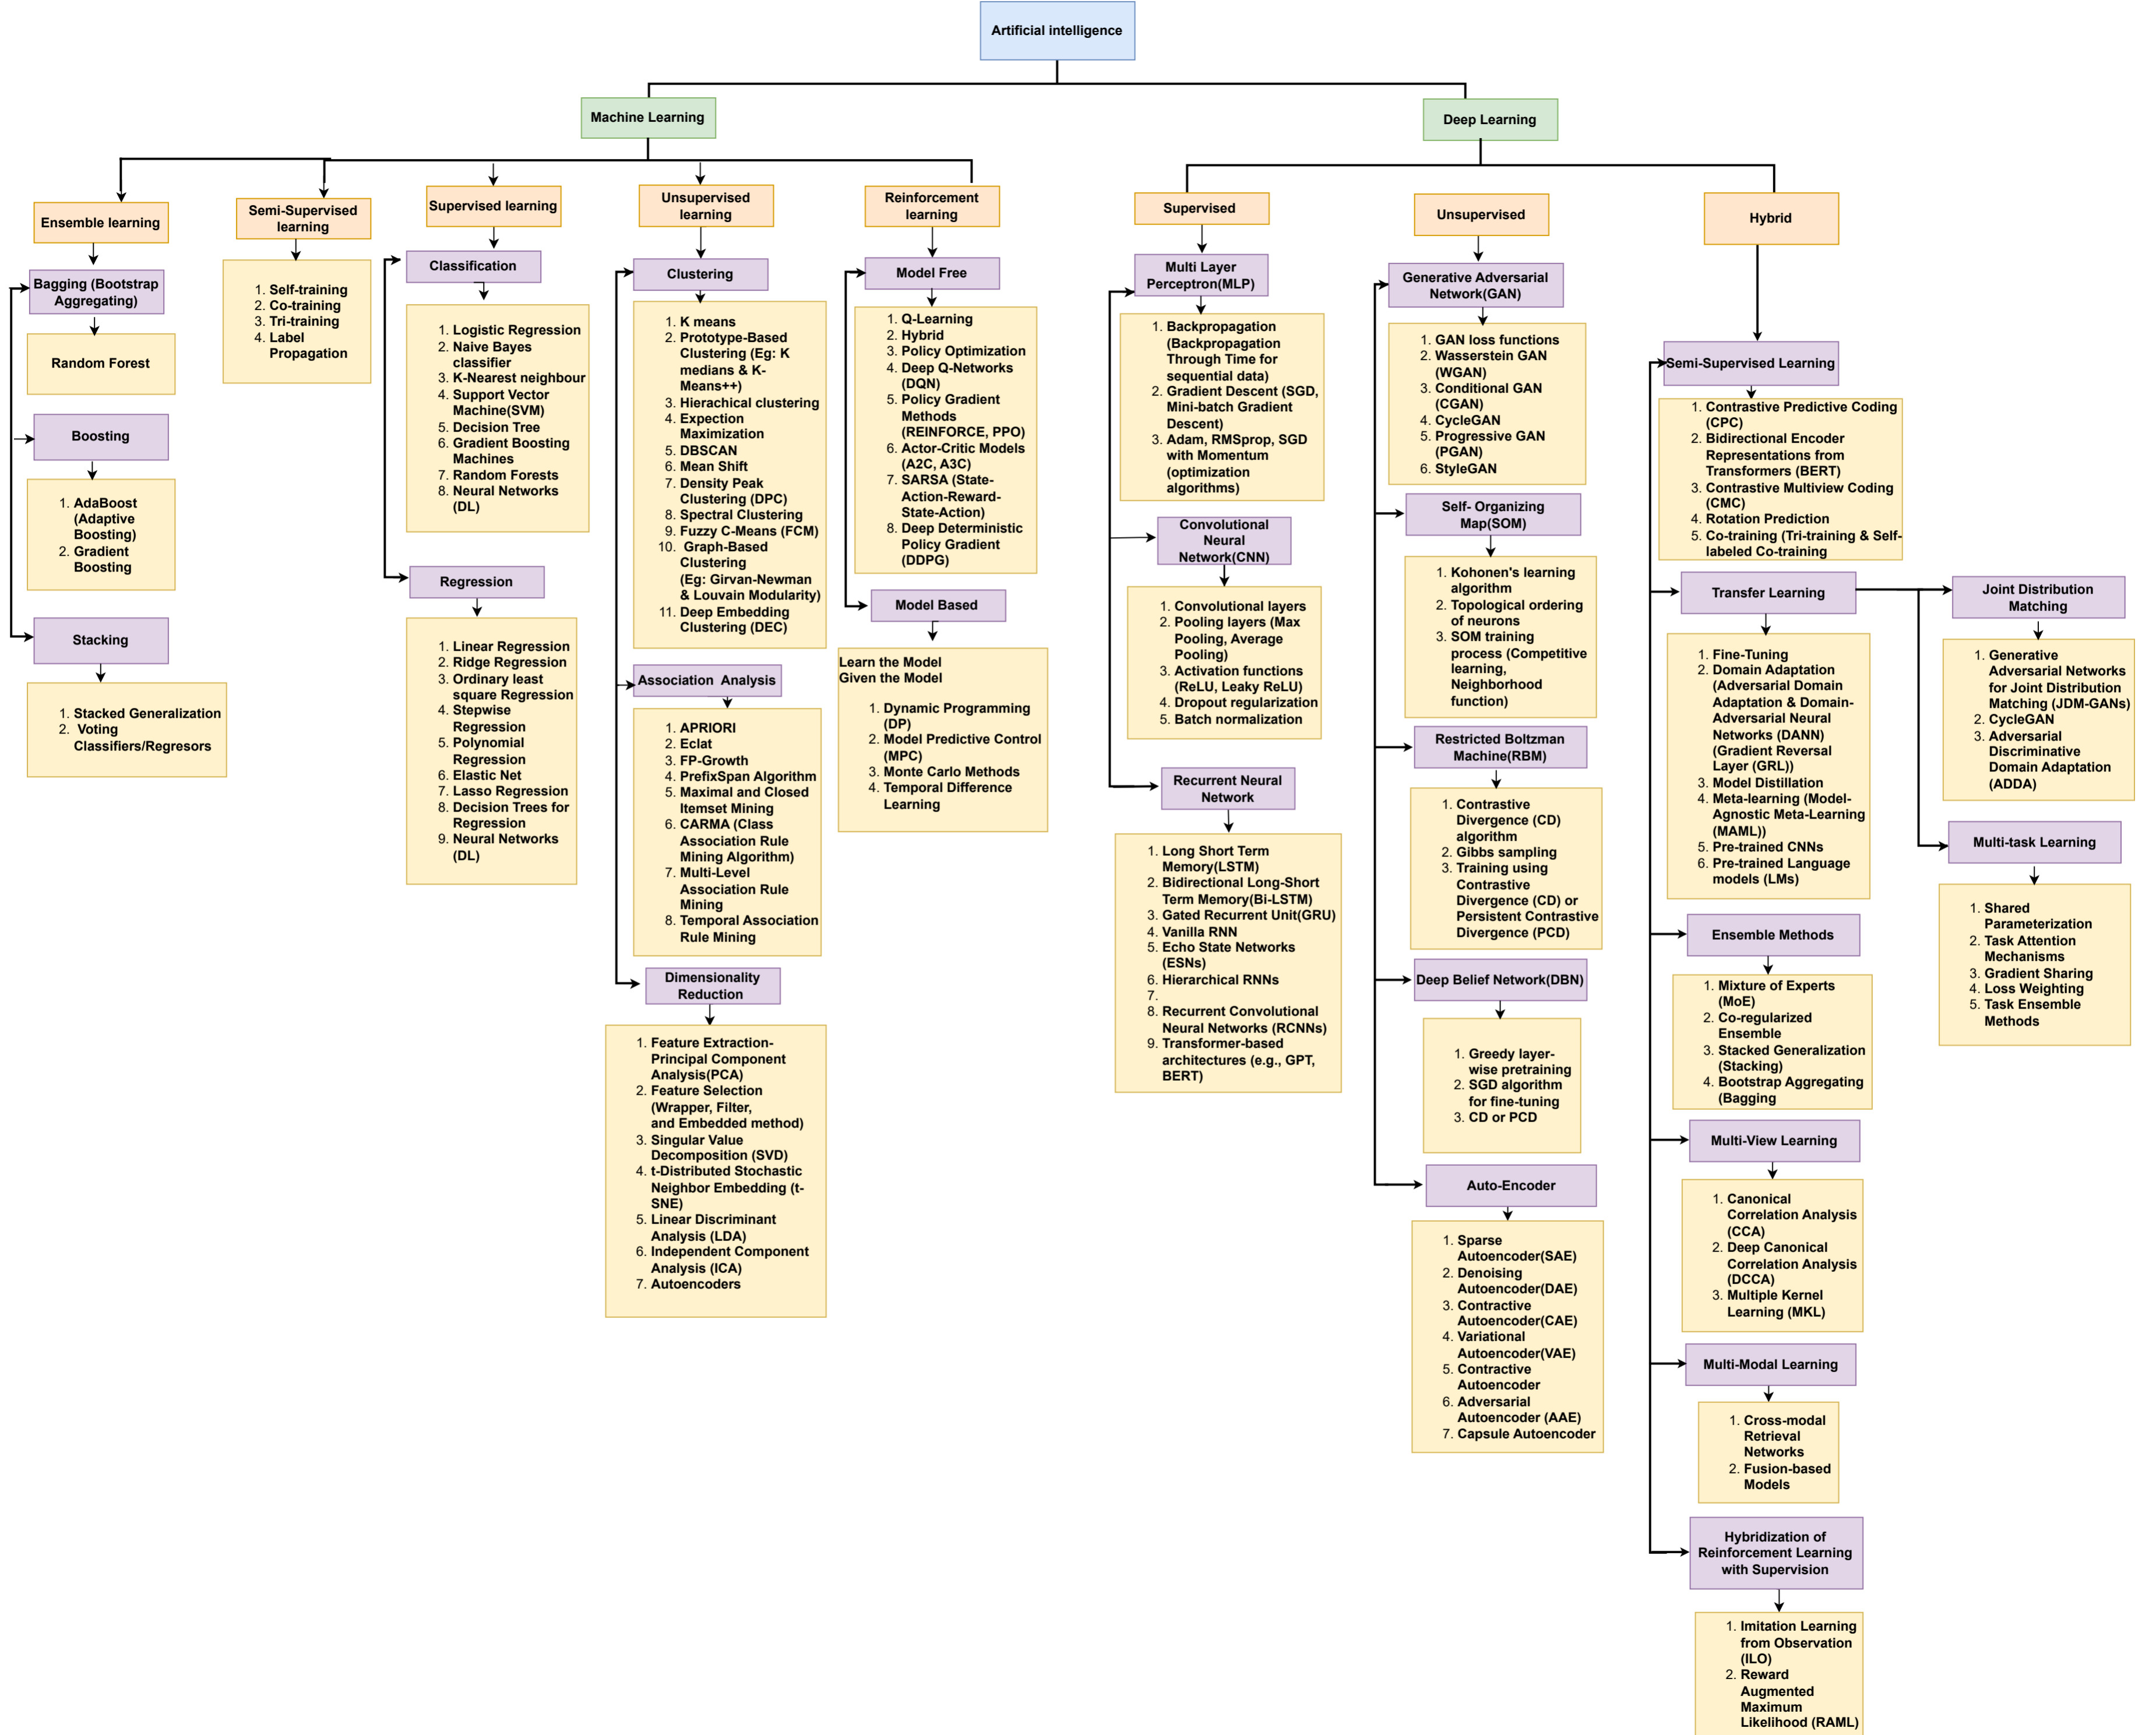 Artificial intelligence
Machine Learning
Deep Learning
Ensemble learning
Bagging (Bootstrap
Aggregating)
Random Forest
Boosting
1. AdaBoost
(Adaptive
Boosting)
2. Gradient
Boosting
Stacking
1. Stacked Generalization
2. Voting
Classifiers/Regresors
Semi-Supervised
learning
1. Self-training
2. Co-training
3. Tri-training
4. Label
Propagation
Supervised learning
Classification
1. Logistic Regression
2. Naive Bayes
classifier
3. K-Nearest neighbour
4. Support Vector
Machine(SVM)
5. Decision Tree
6. Gradient Boosting
Machines
7. Random Forests
8. Neural Networks
(DL)
Regression
1. Linear Regression
2. Ridge Regression
3. Ordinary least
square Regression
4. Stepwise
Regression
5. Polynomial
Regression
6. Elastic Net
7. Lasso Regression
8. Decision Trees for
Regression
9. Neural Networks
(DL)
Unsupervised
learning
Clustering
1. K means
2. Prototype-Based
Clustering (Eg: K
medians & K-
Means++)
3. Hierachical clustering
4. Expection
Maximization
5. DBSCAN
6. Mean Shift
7. Density Peak
Clustering (DPC)
8. Spectral Clustering
9. Fuzzy C-Means (FCM)
10. Graph-Based
Clustering
(Eg: Girvan-Newman
& Louvain Modularity)
11. Deep Embedding
Clustering (DEC)
Association Analysis
1. APRIORI
2. Eclat
3. FP-Growth
4. PrefixSpan Algorithm
5. Maximal and Closed
Itemset Mining
6. CARMA (Class
Association Rule
Mining Algorithm)
7. Multi-Level
Association Rule
Mining
8. Temporal Association
Rule Mining
Dimensionality
Reduction
1. Feature Extraction-
Principal Component
Analysis(PCA)
2. Feature Selection
(Wrapper, Filter,
and Embedded method)
3. Singular Value
Decomposition (SVD)
4. t-Distributed Stochastic
Neighbor Embedding (t-
SNE)
5. Linear Discriminant
Analysis (LDA)
6. Independent Component
Analysis (ICA)
7. Autoencoders
Reinforcement
learning
Model Free
1. Q-Learning
2. Hybrid
3. Policy Optimization
4. Deep Q-Networks
(DQN)
5. Policy Gradient
Methods
(REINFORCE, PPO)
6. Actor-Critic Models
(A2C, A3C)
7. SARSA (State-
Action-Reward-
State-Action)
8. Deep Deterministic
Policy Gradient
(DDPG)
Model Based
Learn the Model
Given the Model
1. Dynamic Programming
(DP)
2. Model Predictive Control
(MPC)
3. Monte Carlo Methods
4. Temporal Difference
Learning
Supervised
Multi Layer
Perceptron(MLP)
1. Backpropagation
(Backpropagation
Through Time for
sequential data)
2. Gradient Descent (SGD,
Mini-batch Gradient
Descent)
3. Adam, RMSprop, SGD
with Momentum
(optimization
algorithms)
Convolutional
Neural
Network(CNN)
1. Convolutional layers
2. Pooling layers (Max
Pooling, Average
Pooling)
3. Activation functions
(ReLU, Leaky ReLU)
4. Dropout regularization
5. Batch normalization
Recurrent Neural
Network
1. Long Short Term
Memory(LSTM)
2. Bidirectional Long-Short
Term Memory(Bi-LSTM)
3. Gated Recurrent Unit(GRU)
4. Vanilla RNN
5. Echo State Networks
(ESNs)
6. Hierarchical RNNs
7.
8. Recurrent Convolutional
Neural Networks (RCNNs)
9. Transformer-based
architectures (e.g., GPT,
BERT)
Unsupervised
Generative Adversarial
Network(GAN)
1. GAN loss functions
2. Wasserstein GAN
(WGAN)
3. Conditional GAN
(CGAN)
4. CycleGAN
5. Progressive GAN
(PGAN)
6. StyleGAN
Self- Organizing
Map(SOM)
1. Kohonen's learning
algorithm
2. Topological ordering
of neurons
3. SOM training
process (Competitive
learning,
Neighborhood
function)
Restricted Boltzman
Machine(RBM)
1. Contrastive
Divergence (CD)
algorithm
2. Gibbs sampling
3. Training using
Contrastive
Divergence (CD) or
Persistent Contrastive
Divergence (PCD)
Deep Belief Network(DBN)
1. Greedy layer-
wise pretraining
2. SGD algorithm
for fine-tuning
3. CD or PCD
Auto-Encoder
1. Sparse
Autoencoder(SAE)
2. Denoising
Autoencoder(DAE)
3. Contractive
Autoencoder(CAE)
4. Variational
Autoencoder(VAE)
5. Contractive
Autoencoder
6. Adversarial
Autoencoder (AAE)
7. Capsule Autoencoder
Hybrid
Semi-Supervised Learning
1. Contrastive Predictive Coding
(CPC)
2. Bidirectional Encoder
Representations from
Transformers (BERT)
3. Contrastive Multiview Coding
(CMC)
4. Rotation Prediction
5. Co-training (Tri-training & Self-
labeled Co-training
Transfer Learning
1. Fine-Tuning
2. Domain Adaptation
(Adversarial Domain
Adaptation & Domain-
Adversarial Neural
Networks (DANN)
(Gradient Reversal
Layer (GRL))
3. Model Distillation
4. Meta-learning (Model-
Agnostic Meta-Learning
(MAML))
5. Pre-trained CNNs
6. Pre-trained Language
models (LMs)
Joint Distribution
Matching
1. Generative
Adversarial Networks
for Joint Distribution
Matching (JDM-GANs)
2. CycleGAN
3. Adversarial
Discriminative
Domain Adaptation
(ADDA)
Multi-task Learning
1. Shared
Parameterization
2. Task Attention
Mechanisms
3. Gradient Sharing
4. Loss Weighting
5. Task Ensemble
Methods
Ensemble Methods
1. Mixture of Experts
(MoE)
2. Co-regularized
Ensemble
3. Stacked Generalization
(Stacking)
4. Bootstrap Aggregating
(Bagging
Multi-View Learning
1. Canonical
Correlation Analysis
(CCA)
2. Deep Canonical
Correlation Analysis
(DCCA)
3. Multiple Kernel
Learning (MKL)
Multi-Modal Learning
1. Cross-modal
Retrieval
Networks
2. Fusion-based
Models
Hybridization of
Reinforcement Learning
with Supervision
1. Imitation Learning
from Observation
(ILO)
2. Reward
Augmented
Maximum
Likelihood (RAML)